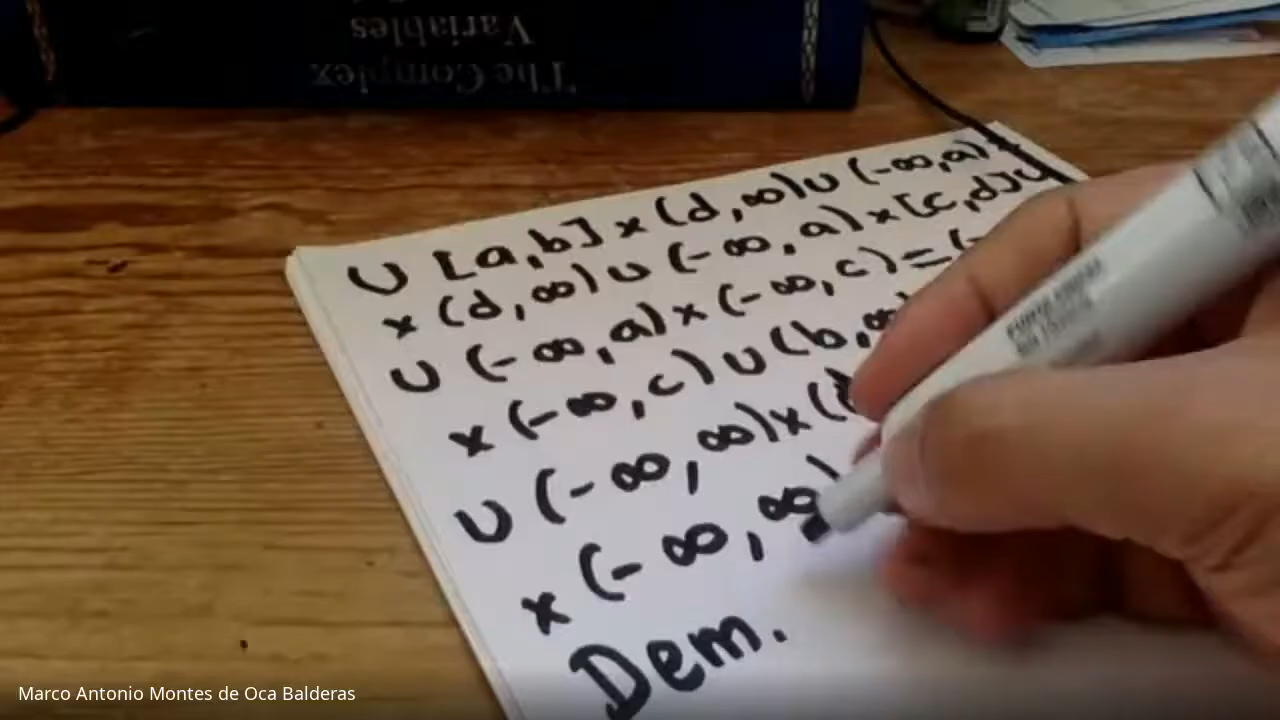 The Complex
Variables
∪ [a,b] × (d,∞) ∪ (-∞,a)
× (d,∞) ∪ (-∞,a) × [c,d] ∪
∪ (-∞,a) × (-∞,c) =
× (-∞,c) ∪ (b,∞
∪ (-∞,∞) × (
× (-∞,∞)
Dem.
Marco Antonio Montes de Oca Balderas